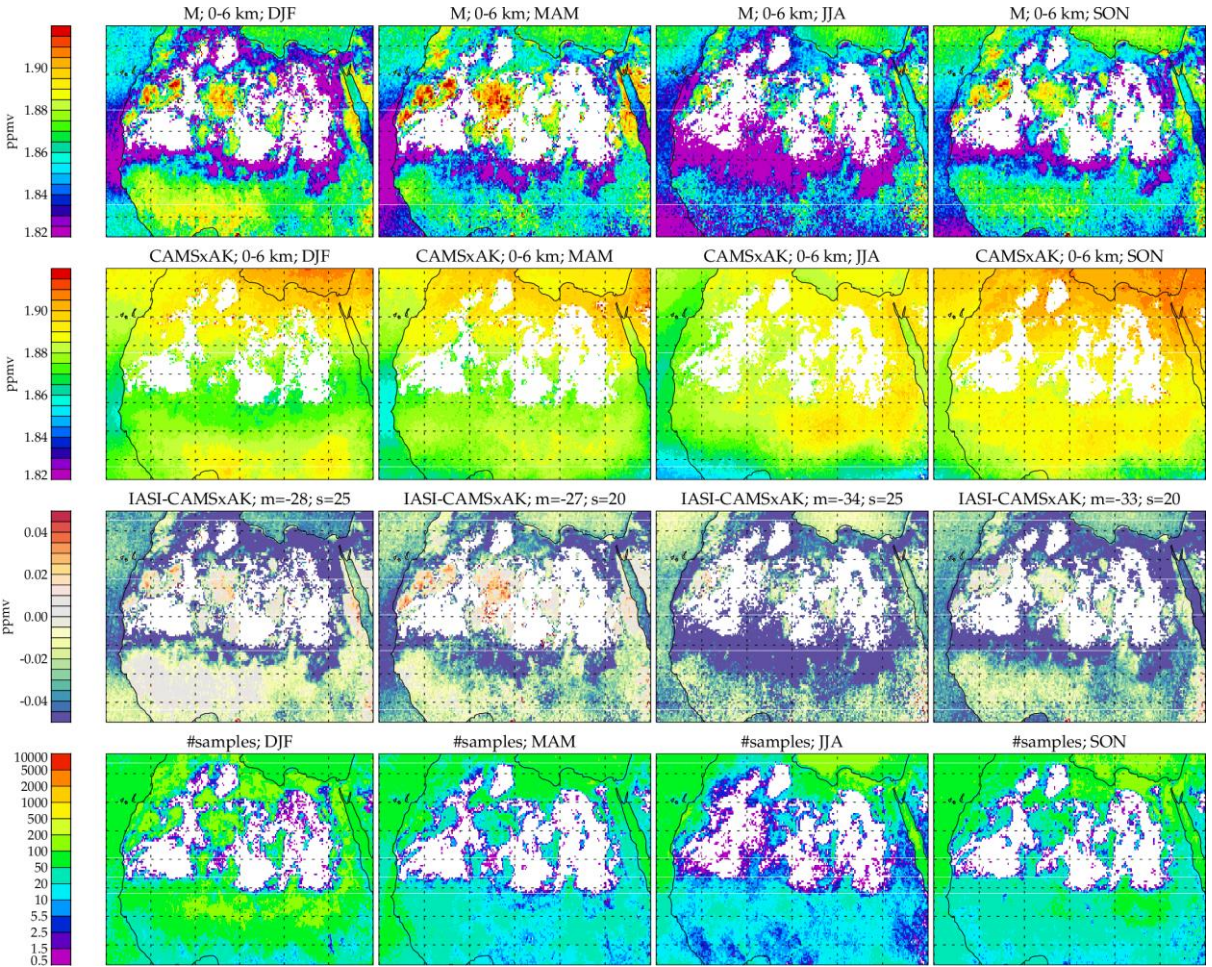 M; 0-6 km; DJF
M; 0-6 km; MAM
M; 0-6 km; JJA
M; 0-6 km; SON
ppmv
1.90
1.88
1.86
1.84
1.82
CAMSxAK; 0-6 km; DJF
CAMSxAK; 0-6 km; MAM
CAMSxAK; 0-6 km; JJA
CAMSxAK; 0-6 km; SON
ppmv
1.90
1.88
1.86
1.84
1.82
IASI-CAMSxAK; m=-28; s=25
IASI-CAMSxAK; m=-27; s=20
IASI-CAMSxAK; m=-34; s=25
IASI-CAMSxAK; m=-33; s=20
ppmv
0.04
0.02
0.00
-0.02
-0.04
#samples; DJF
#samples; MAM
#samples; JJA
#samples; SON
10000
5000
2000
1000
500
200
100
50
20
10
5.5
2.5
1.5
0.5